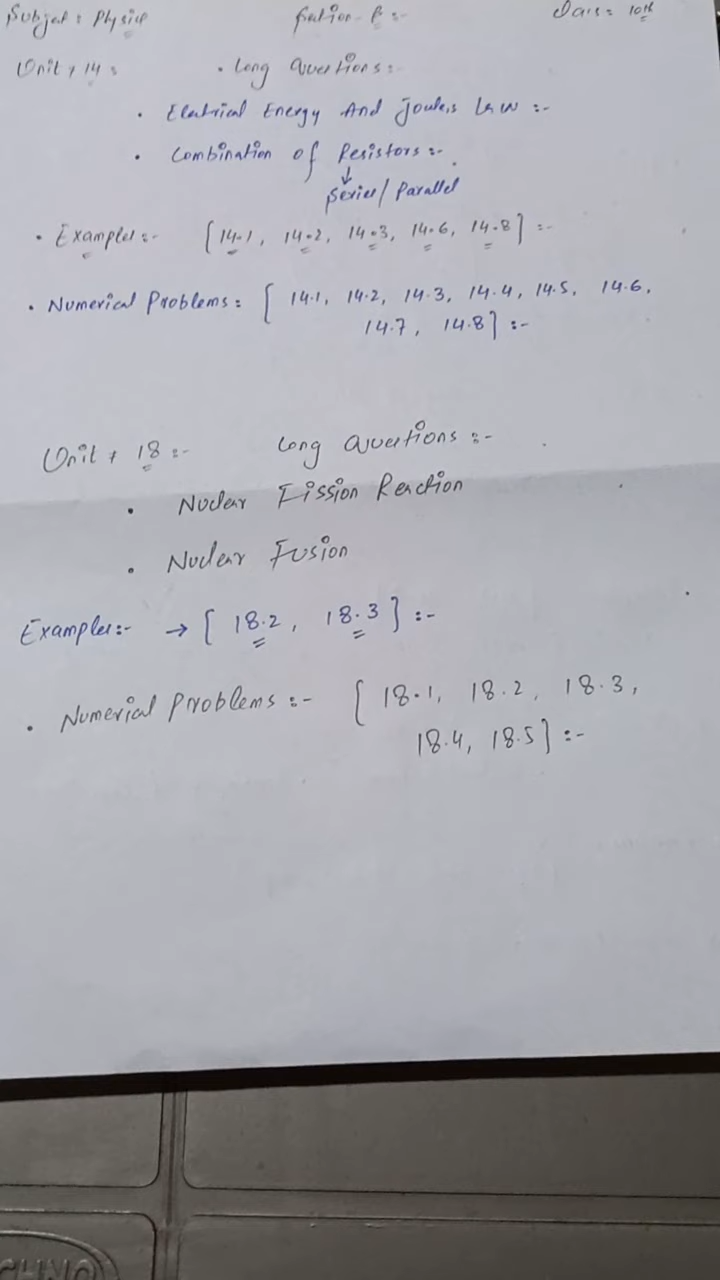 Subject: Physics Section-B:- Class= 10th
Unit + 14: • Long Questions:-
• Electrical Energy And Joule's Law :-
• Combination of Resistors:-
↓
Series/Parallel
• Examples:- [14.1, 14.2, 14.3, 14.6, 14.8] :-
• Numerical Problems: [14.1, 14.2, 14.3, 14.4, 14.5, 14.6,
14.7, 14.8] :-
Unit + 18:- Long Questions :-
• Nuclear Fission Reaction
• Nuclear Fusion
Examples:- → [18.2, 18.3] :-
• Numerical Problems :- [18.1, 18.2, 18.3,
18.4, 18.5] :-